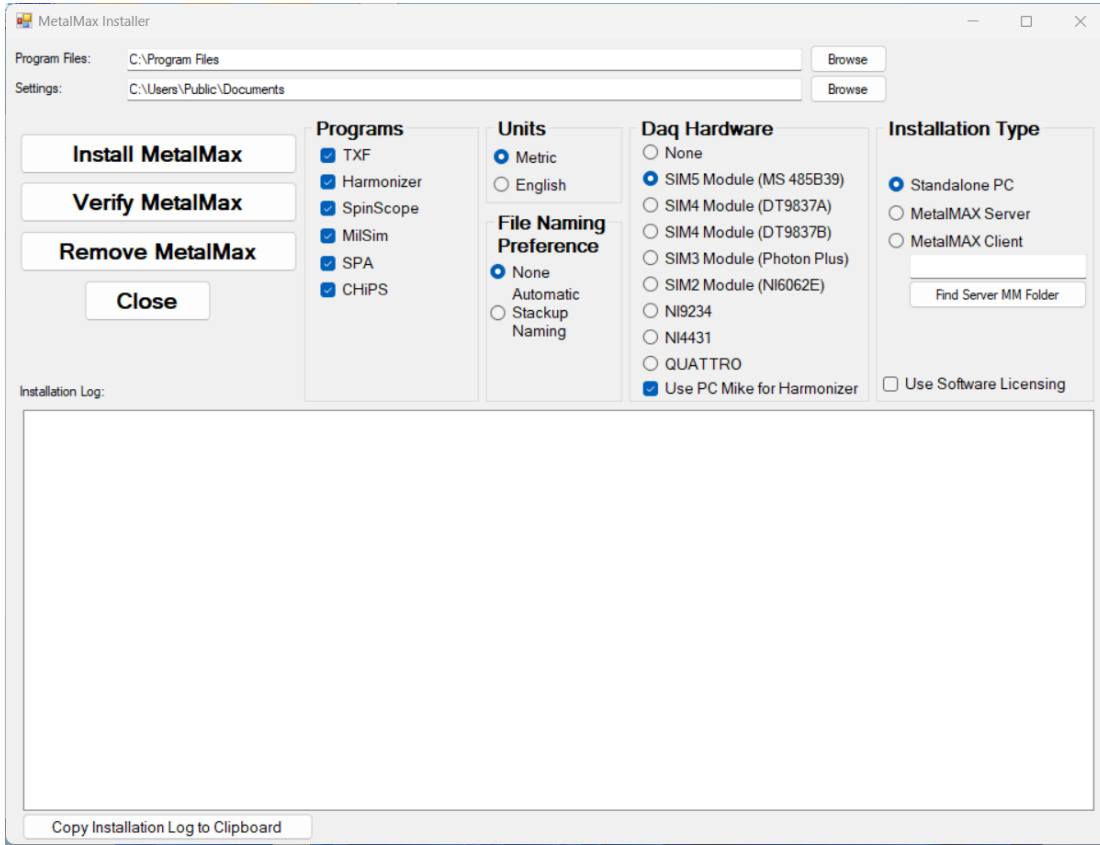 MetalMax Installer
Program Files:
C:\Program Files
Browse
Settings:
C:\Users\Public\Documents
Browse
Install MetalMax
Verify MetalMax
Remove MetalMax
Close
Programs
TXF
Harmonizer
SpinScope
MilSim
SPA
CHiPS
Units
Metric
English
File Naming
Preference
None
Automatic
Stackup
Naming
Daq Hardware
None
SIM5 Module (MS 485B39)
SIM4 Module (DT9837A)
SIM4 Module (DT9837B)
SIM3 Module (Photon Plus)
SIM2 Module (NI6062E)
NI9234
NI4431
QUATTRO
Use PC Mike for Harmonizer
Installation Type
Standalone PC
MetalMAX Server
MetalMAX Client
Find Server MM Folder
Use Software Licensing
Installation Log:
Copy Installation Log to Clipboard